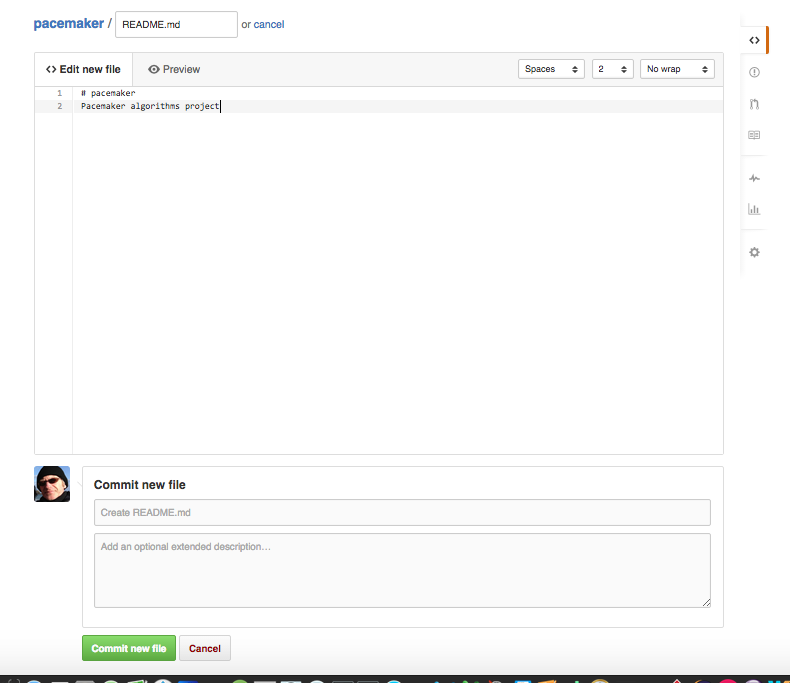 pacemaker / README.md or cancel
Edit new file Preview Spaces 2 No wrap
1 # pacemaker
2 Pacemaker algorithms project
Commit new file
Create README.md
Add an optional extended description…
Commit new file Cancel